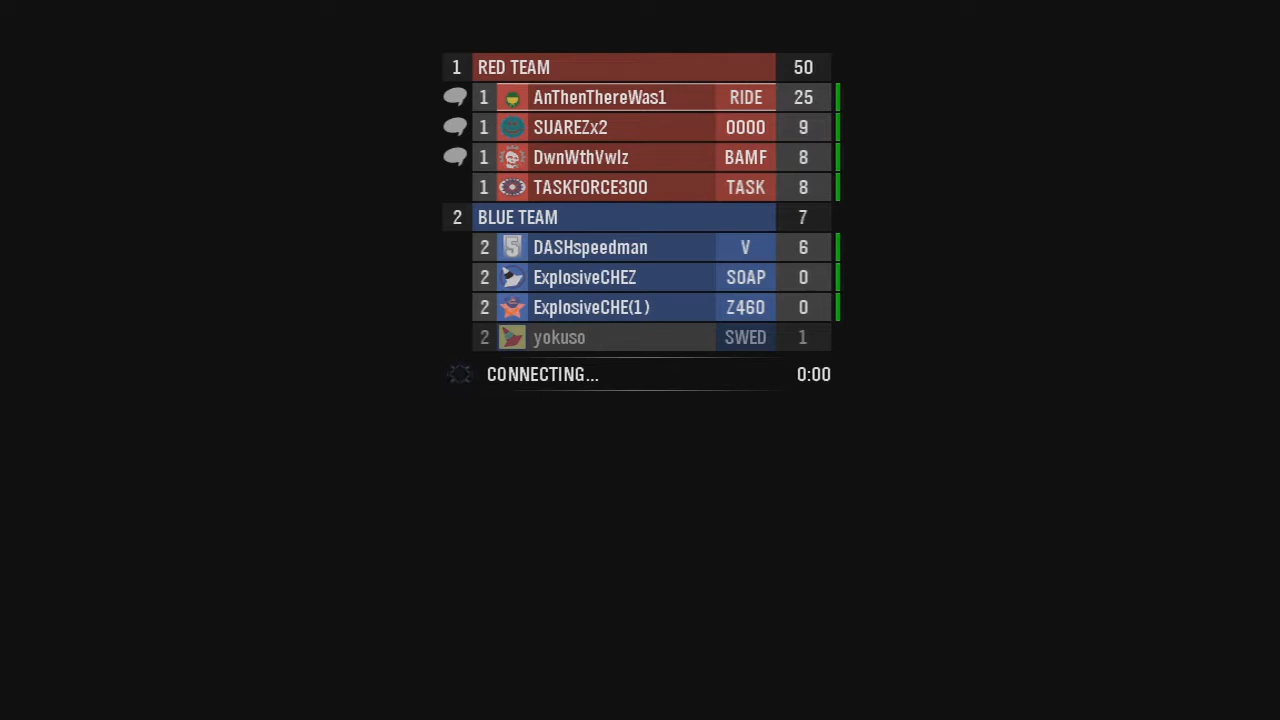 1 RED TEAM 50
1 AnThenThereWas1 RIDE 25
1 SUAREZx2 0000 9
1 DwnWthVwlz BAMF 8
1 TASKFORCE300 TASK 8
2 BLUE TEAM 7
2 S DASHspeedman V 6
2 ExplosiveCHEZ SOAP 0
2 ExplosiveCHE(1) Z460 0
2 yokuso SWED 1
CONNECTING... 0:00